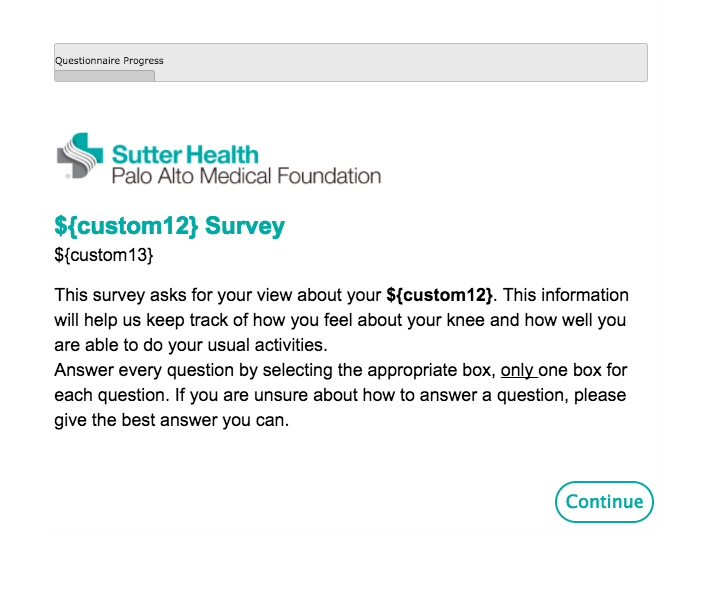 Questionnaire Progress
Sutter Health
Palo Alto Medical Foundation
${custom12} Survey
${custom13}
This survey asks for your view about your ${custom12}. This information
will help us keep track of how you feel about your knee and how well you
are able to do your usual activities.
Answer every question by selecting the appropriate box, only one box for
each question. If you are unsure about how to answer a question, please
give the best answer you can.
Continue